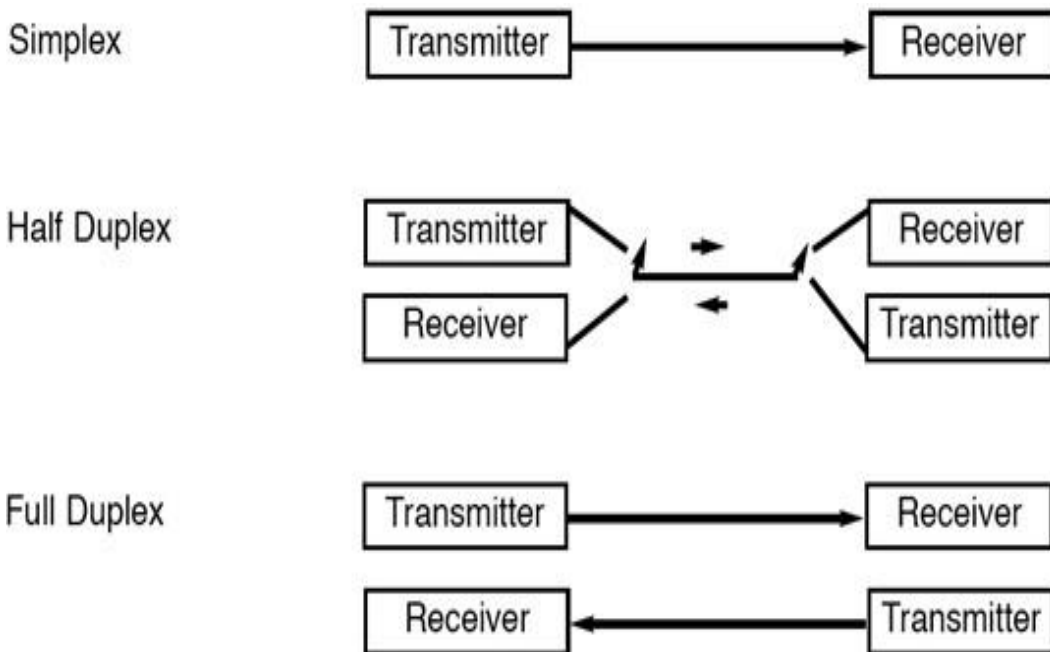 Simplex Transmitter Receiver
Half Duplex Transmitter Receiver
Receiver Transmitter
Full Duplex Transmitter Receiver
Receiver Transmitter